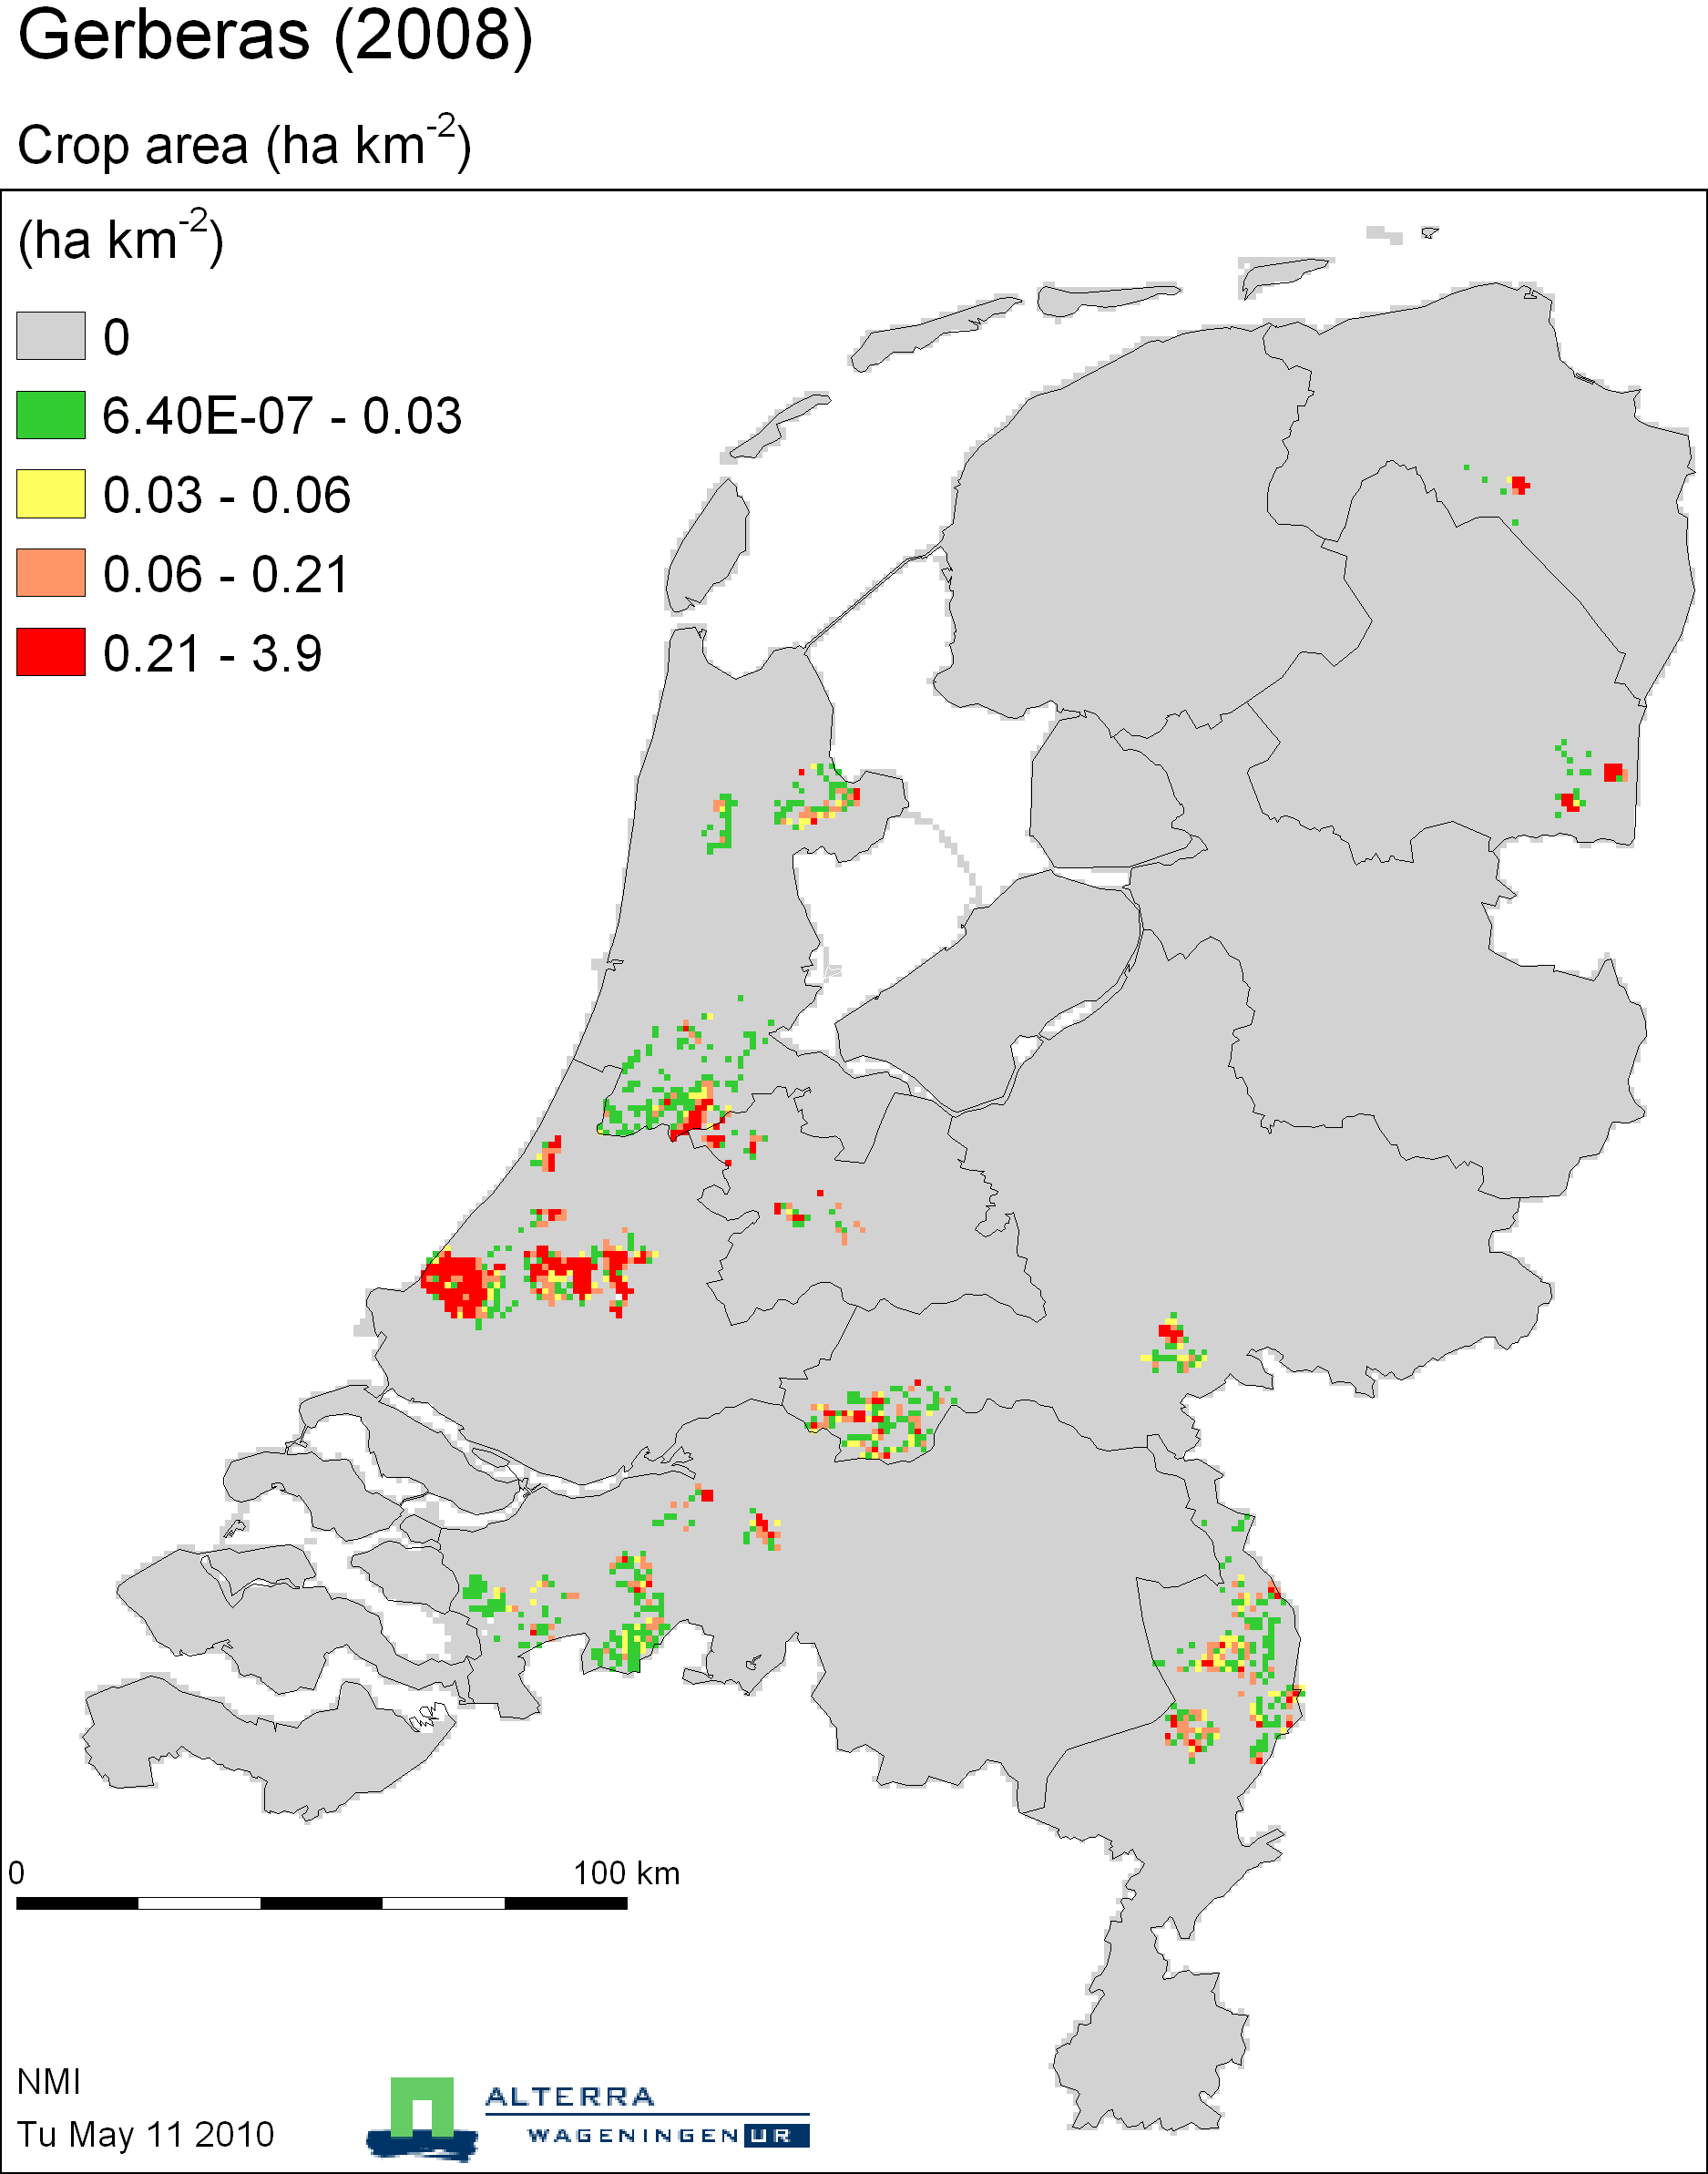 Gerberas (2008)
Crop area (ha km-2)
(ha km-2)
0
6.40E-07 - 0.03
0.03 - 0.06
0.06 - 0.21
0.21 - 3.9
0 100 km
NMI
Tu May 11 2010
ALTERRA
WAGENINGEN UR